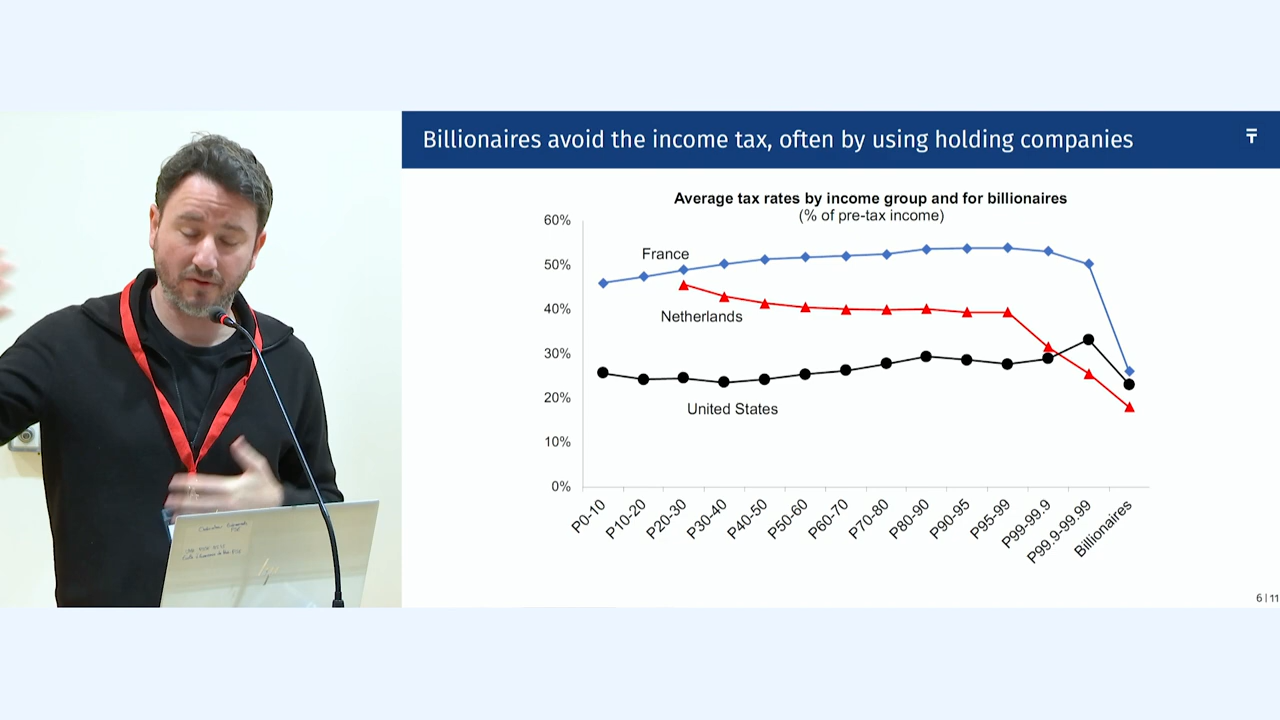 Billionaires avoid the income tax, often by using holding companies
Average tax rates by income group and for billionaires
(% of pre-tax income)
60%
50%
40%
30%
20%
10%
0%
France
Netherlands
United States
P0-10
P10-20
P20-30
P30-40
P40-50
P50-60
P60-70
P70-80
P80-90
P90-95
P95-99
P99-99.9
P99.9-99.99
Billionaires
6 | 11